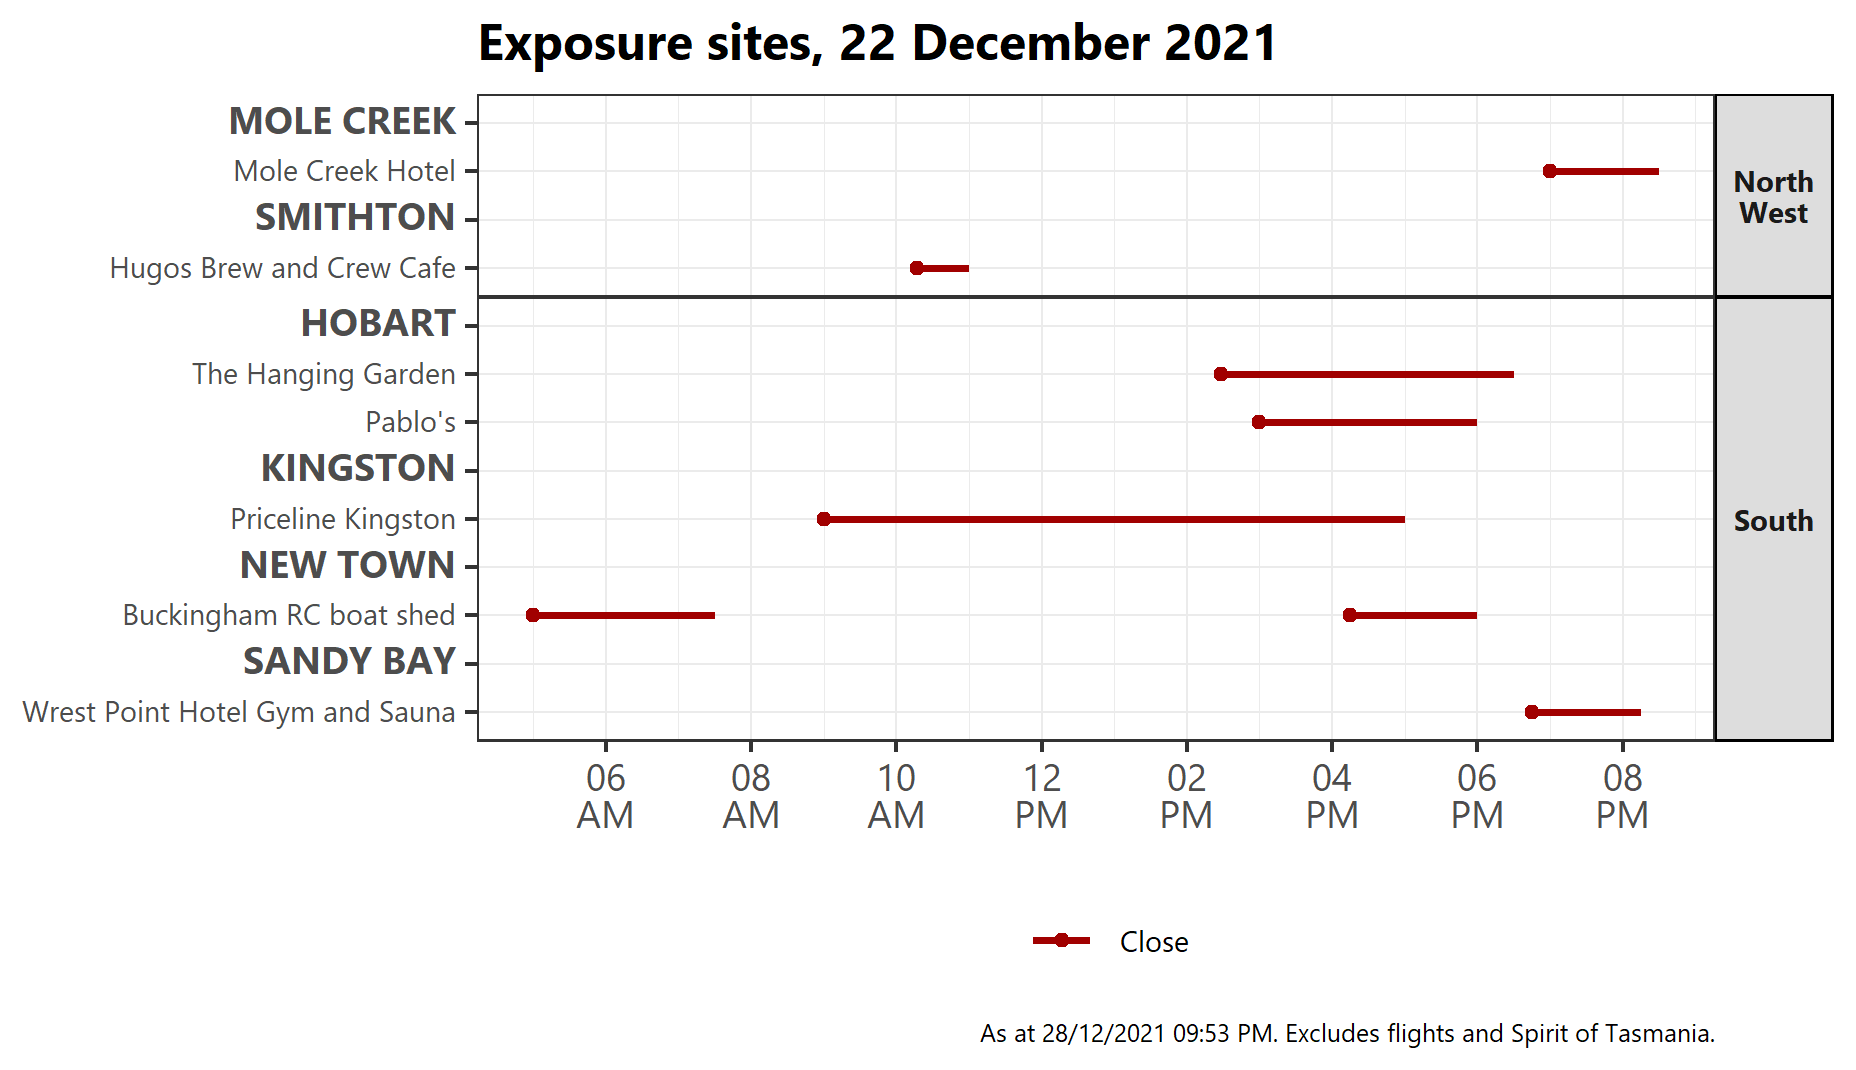 Exposure sites, 22 December 2021
MOLE CREEK
Mole Creek Hotel
SMITHTON
Hugos Brew and Crew Cafe
North
West
HOBART
The Hanging Garden
Pablo's
KINGSTON
Priceline Kingston
NEW TOWN
Buckingham RC boat shed
SANDY BAY
Wrest Point Hotel Gym and Sauna
South
06 08 10 12 02 04 06 08
AM AM AM PM PM PM PM PM
Close
As at 28/12/2021 09:53 PM. Excludes flights and Spirit of Tasmania.